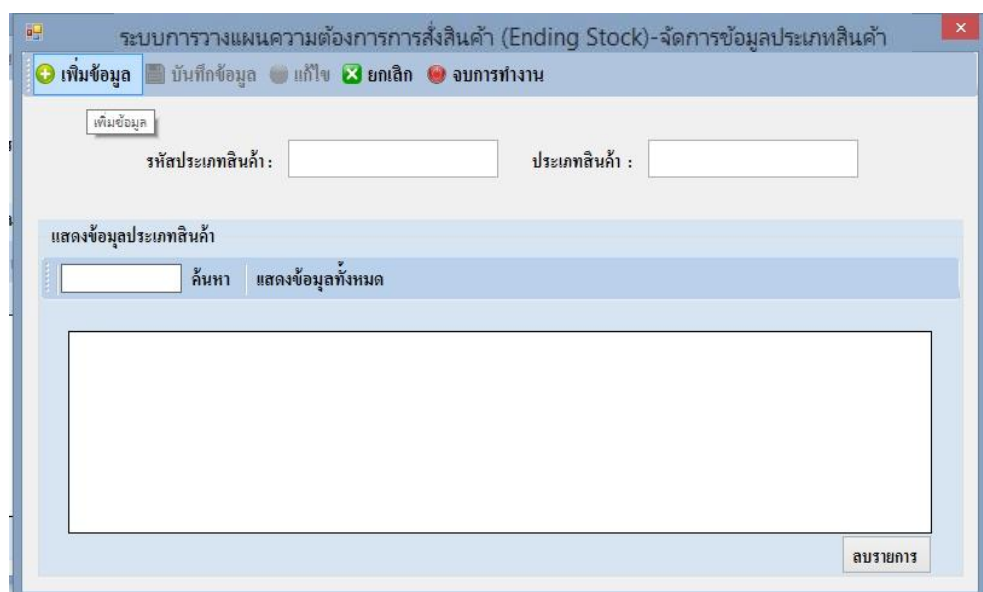 ระบบการวางแผนความต้องการการสั่งสินค้า (Ending Stock)-จัดการข้อมูลประเภทสินค้า
เพิ่มข้อมูล บันทึกข้อมูล แก้ไข ยกเลิก จบการทำงาน
เพิ่มข้อมูล
รหัสประเภทสินค้า : ประเภทสินค้า :
แสดงข้อมูลประเภทสินค้า
ค้นหา แสดงข้อมูลทั้งหมด
ลบรายการ